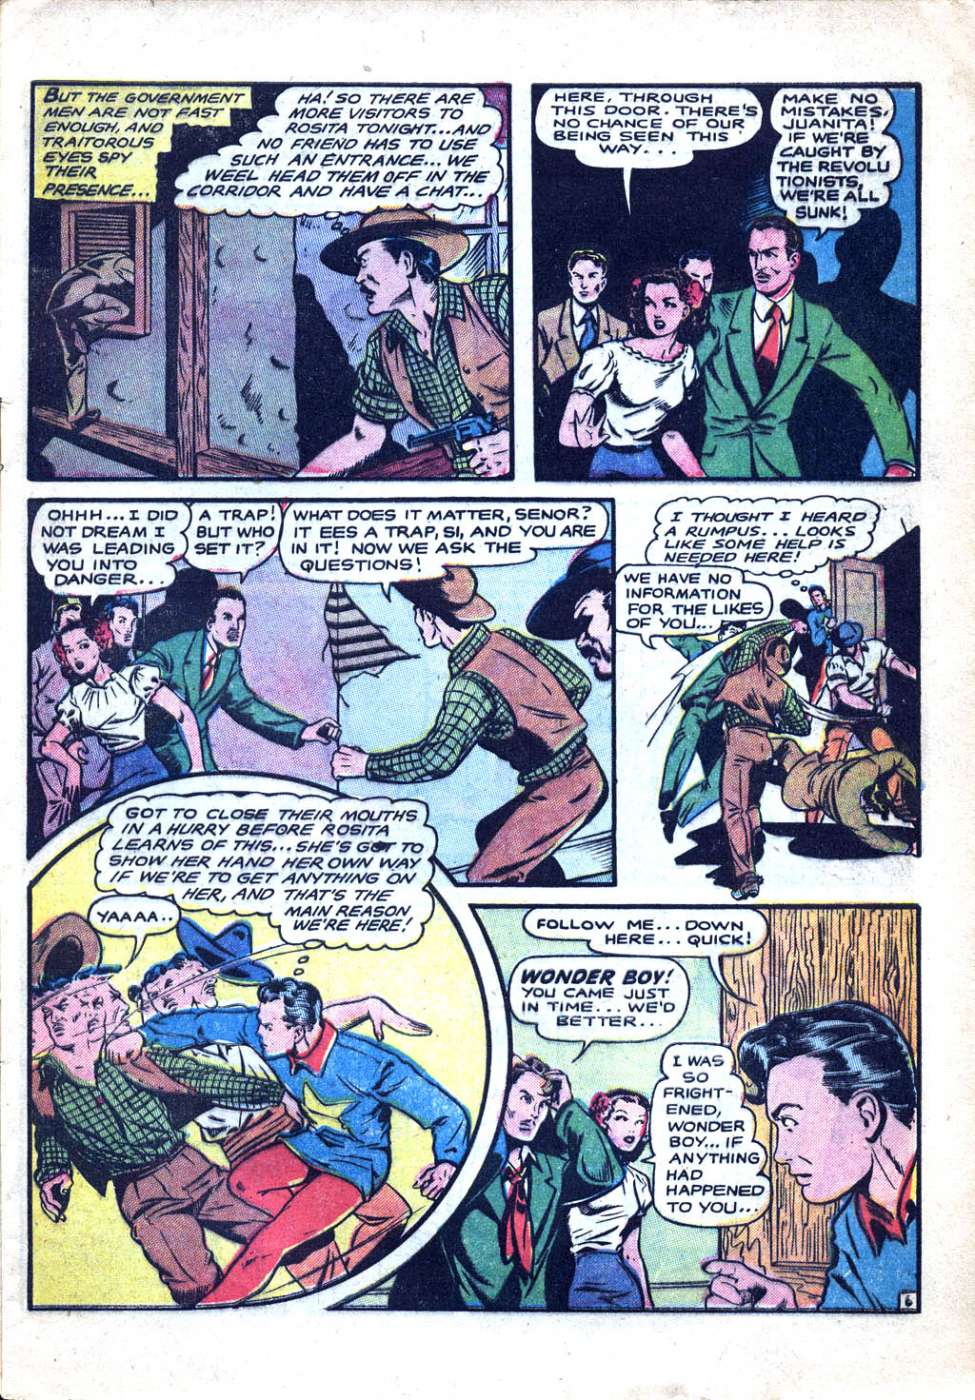 BUT THE GOVERNMENT
MEN ARE NOT FAST
ENOUGH, AND
TRAITOROUS
EYES SPY
THEIR
PRESENCE...
HA! SO THERE ARE
MORE VISITORS TO
ROSITA TONIGHT...AND
NO FRIEND HAS TO USE
SUCH AN ENTRANCE... WE
WEEL HEAD THEM OFF IN THE
CORRIDOR AND HAVE A CHAT...
HERE, THROUGH
THIS DOOR. THERE'S
NO CHANCE OF OUR
BEING SEEN THIS
WAY...
MAKE NO
MISTAKES,
JUANITA!
IF WE'RE
CAUGHT BY
THE REVOLU
TIONISTS,
WE'RE ALL
SUNK!
OHHH...I DID
NOT DREAM I
WAS LEADING
YOU INTO
DANGER...
A TRAP!
BUT WHO
SET IT?
WHAT DOES IT MATTER, SENOR?
IT EES A TRAP, SI, AND YOU ARE
IN IT! NOW WE ASK THE
QUESTIONS!
I THOUGHT I HEARD
A RUMPUS... LOOKS
LIKE SOME HELP IS
NEEDED HERE!
WE HAVE NO
INFORMATION
FOR THE LIKES
OF YOU...
GOT TO CLOSE THEIR MOUTHS
IN A HURRY BEFORE ROSITA
LEARNS OF THIS... SHE'S GOT TO
SHOW HER HAND HER OWN WAY
IF WE'RE TO GET ANYTHING ON
HER, AND THAT'S THE
MAIN REASON
WE'RE HERE!
YAAAA..
FOLLOW ME...DOWN
HERE...QUICK!
WONDER BOY!
YOU CAME JUST
IN TIME... WE'D
BETTER...
I WAS
SO
FRIGHT-
ENED,
WONDER
BOY... IF
ANYTHING
HAD
HAPPENED
TO YOU...
6